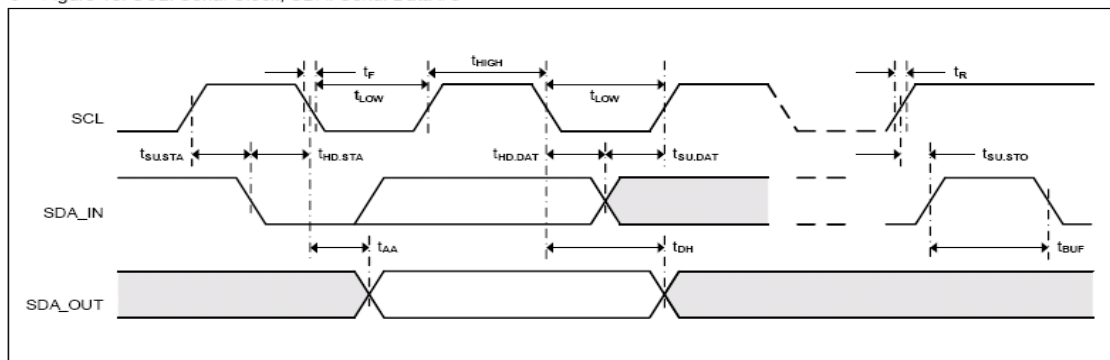 tF
tHIGH
tR
tLOW
tLOW
SCL
tSU.STA
tHD.STA
tHD.DAT
tSU.DAT
tSU.STO
SDA_IN
tAA
tDH
tBUF
SDA_OUT